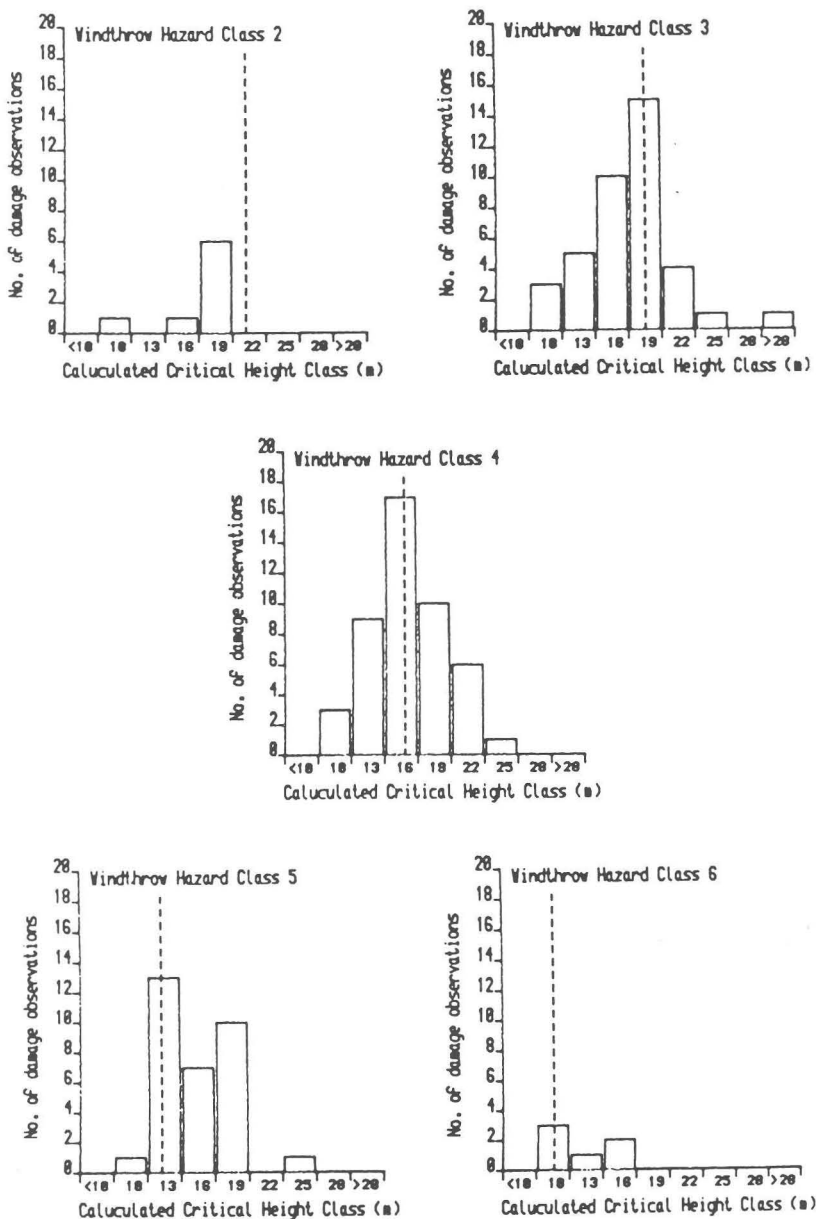 Windthrow Hazard Class 2
20
18
16
14
12
10
8
6
4
2
0
No. of damage observations
<10 10 13 16 19 22 25 28 >28
Caluculated Critical Height Class (m)
Windthrow Hazard Class 3
20
18
16
14
12
10
8
6
4
2
0
No. of damage observations
<10 10 13 16 19 22 25 28 >28
Caluculated Critical Height Class (m)
Windthrow Hazard Class 4
20
18
16
14
12
10
8
6
4
2
0
No. of damage observations
<10 10 13 16 19 22 25 28 >28
Caluculated Critical Height Class (m)
Windthrow Hazard Class 5
20
18
16
14
12
10
8
6
4
2
0
No. of damage observations
<10 10 13 16 19 22 25 28 >28
Caluculated Critical Height Class (m)
Windthrow Hazard Class 6
20
18
16
14
12
10
8
6
4
2
0
No. of damage observations
<10 10 13 16 19 22 25 28 >28
Caluculated Critical Height Class (m)